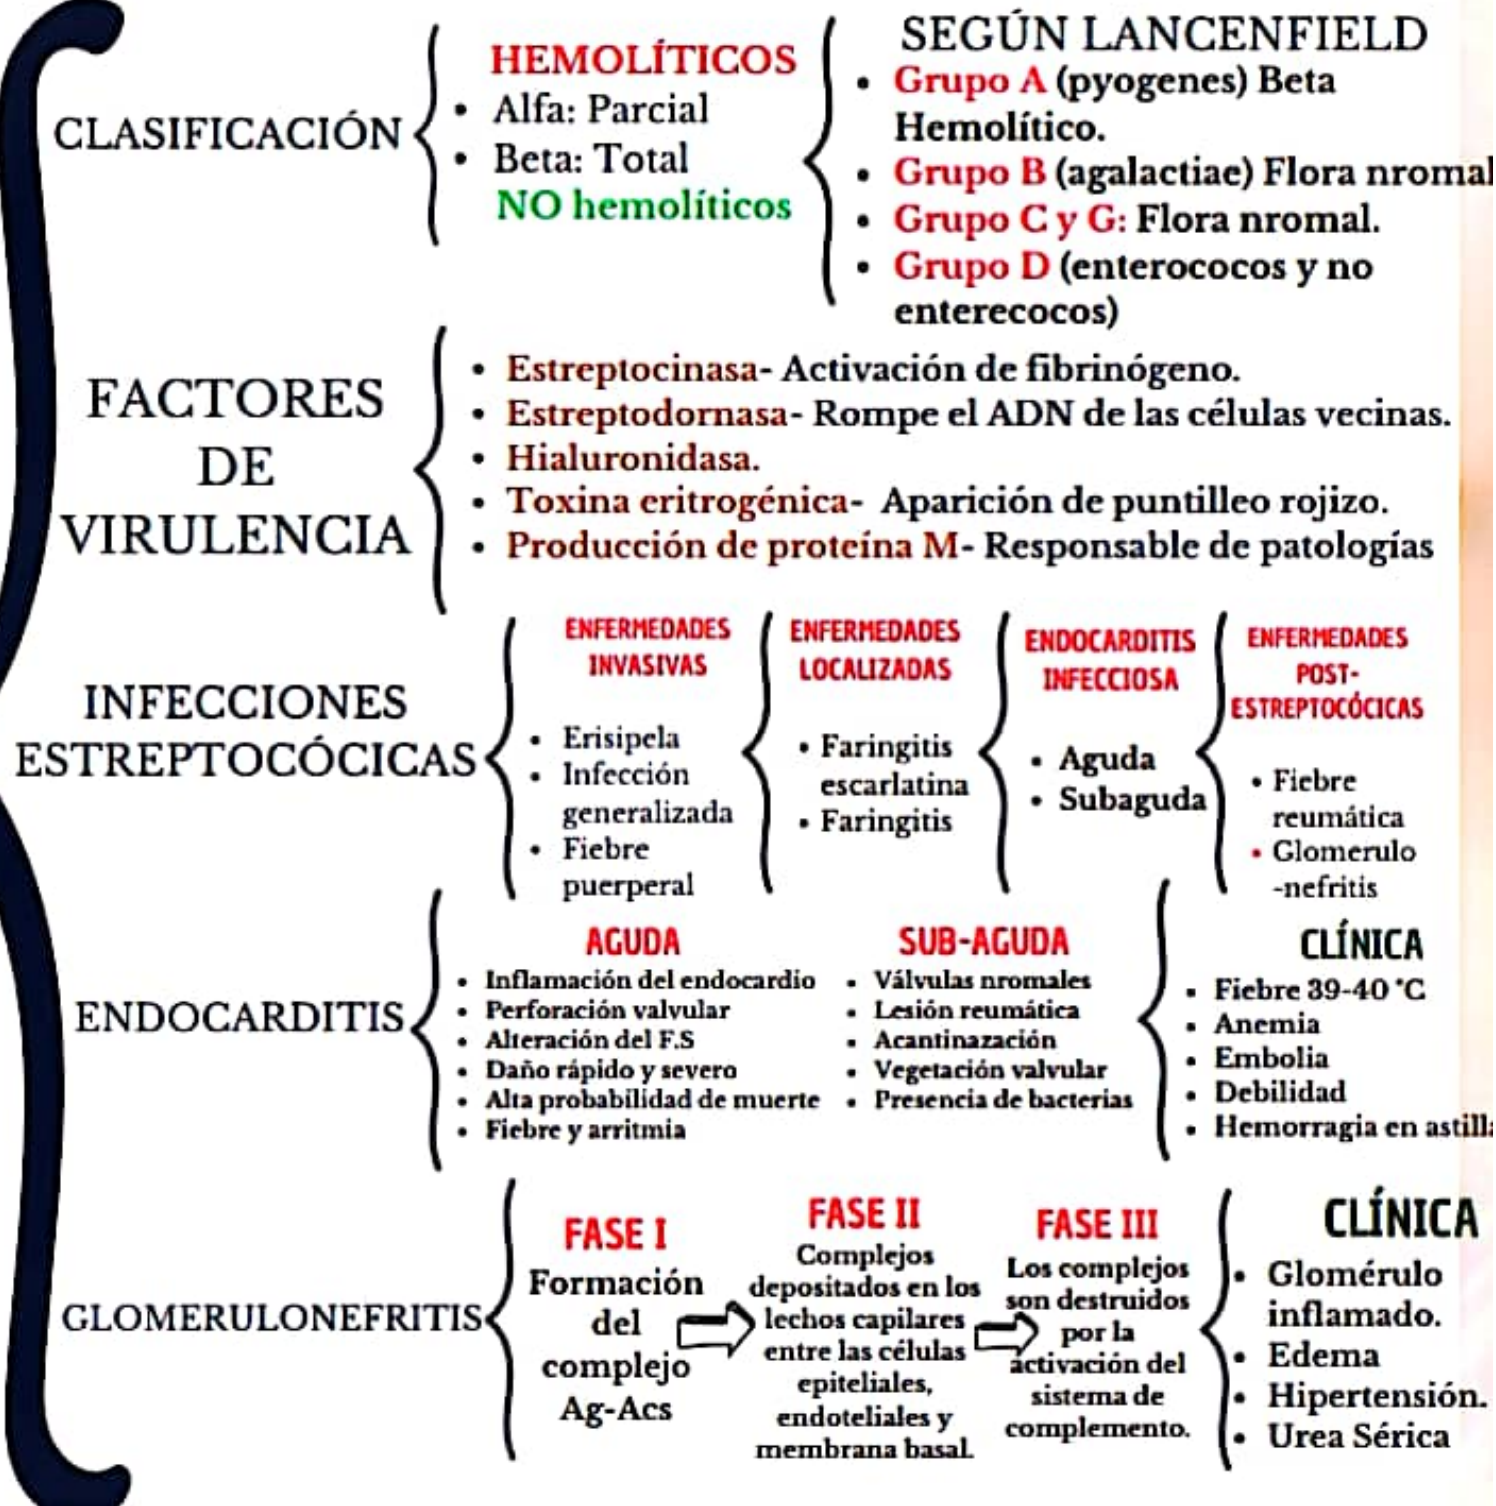 CLASIFICACIÓN
HEMOLÍTICOS
• Alfa: Parcial
• Beta: Total
NO hemolíticos
SEGÚN LANCENFIELD
• Grupo A (pyogenes) Beta
Hemolítico.
• Grupo B (agalactiae) Flora nromal
• Grupo C y G: Flora nromal.
• Grupo D (enterococos y no
enterecocos)
FACTORES
DE
VIRULENCIA
• Estreptocinasa- Activación de fibrinógeno.
• Estreptodornasa- Rompe el ADN de las células vecinas.
• Hialuronidasa.
• Toxina eritrogénica- Aparición de puntilleo rojizo.
• Producción de proteína M- Responsable de patologías
INFECCIONES
ESTREPTOCÓCICAS
ENFERMEDADES
INVASIVAS
• Erisipela
• Infección
generalizada
• Fiebre
puerperal
ENFERMEDADES
LOCALIZADAS
• Faringitis
escarlatina
• Faringitis
ENDOCARDITIS
INFECCIOSA
• Aguda
• Subaguda
ENFERMEDADES
POST-
ESTREPTOCÓCICAS
• Fiebre
reumática
• Glomerulo
-nefritis
ENDOCARDITIS
AGUDA
• Inflamación del endocardio
• Perforación valvular
• Alteración del F.S
• Daño rápido y severo
• Alta probabilidad de muerte
• Fiebre y arritmia
SUB-AGUDA
• Válvulas nromales
• Lesión reumática
• Acantinazación
• Vegetación valvular
• Presencia de bacterias
CLÍNICA
• Fiebre 39-40 °C
• Anemia
• Embolia
• Debilidad
• Hemorragia en astilla
GLOMERULONEFRITIS
FASE I
Formación
del
complejo
Ag-Acs
FASE II
Complejos
depositados en los
lechos capilares
entre las células
epiteliales,
endoteliales y
membrana basal.
FASE III
Los complejos
son destruidos
por la
activación del
sistema de
complemento.
CLÍNICA
• Glomérulo
inflamado.
• Edema
• Hipertensión.
• Urea Sérica